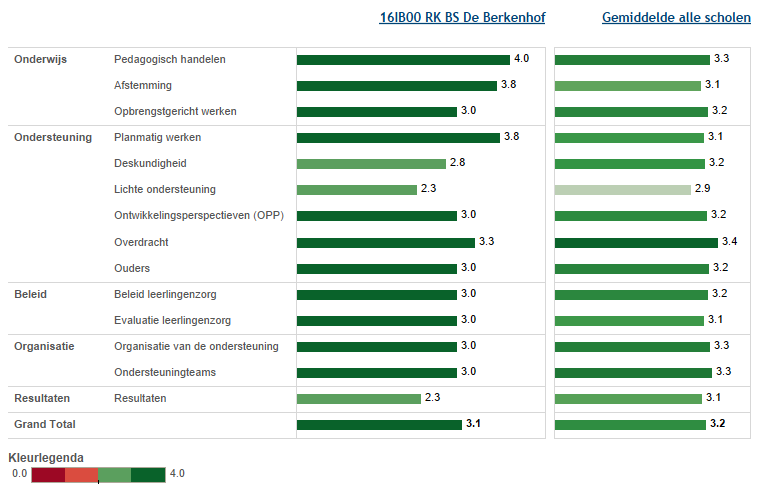 16IB00 RK BS De Berkenhof Gemiddelde alle scholen
Onderwijs Pedagogisch handelen 4.0 3.3
Afstemming 3.8 3.1
Opbrengstgericht werken 3.0 3.2
Ondersteuning Planmatig werken 3.8 3.1
Deskundigheid 2.8 3.2
Lichte ondersteuning 2.3 2.9
Ontwikkelingsperspectieven (OPP) 3.0 3.2
Overdracht 3.3 3.4
Ouders 3.0 3.2
Beleid Beleid leerlingenzorg 3.0 3.2
Evaluatie leerlingenzorg 3.0 3.1
Organisatie Organisatie van de ondersteuning 3.0 3.3
Ondersteuningteams 3.0 3.3
Resultaten Resultaten 2.3 3.1
Grand Total 3.1 3.2
Kleurlegenda
0.0 4.0